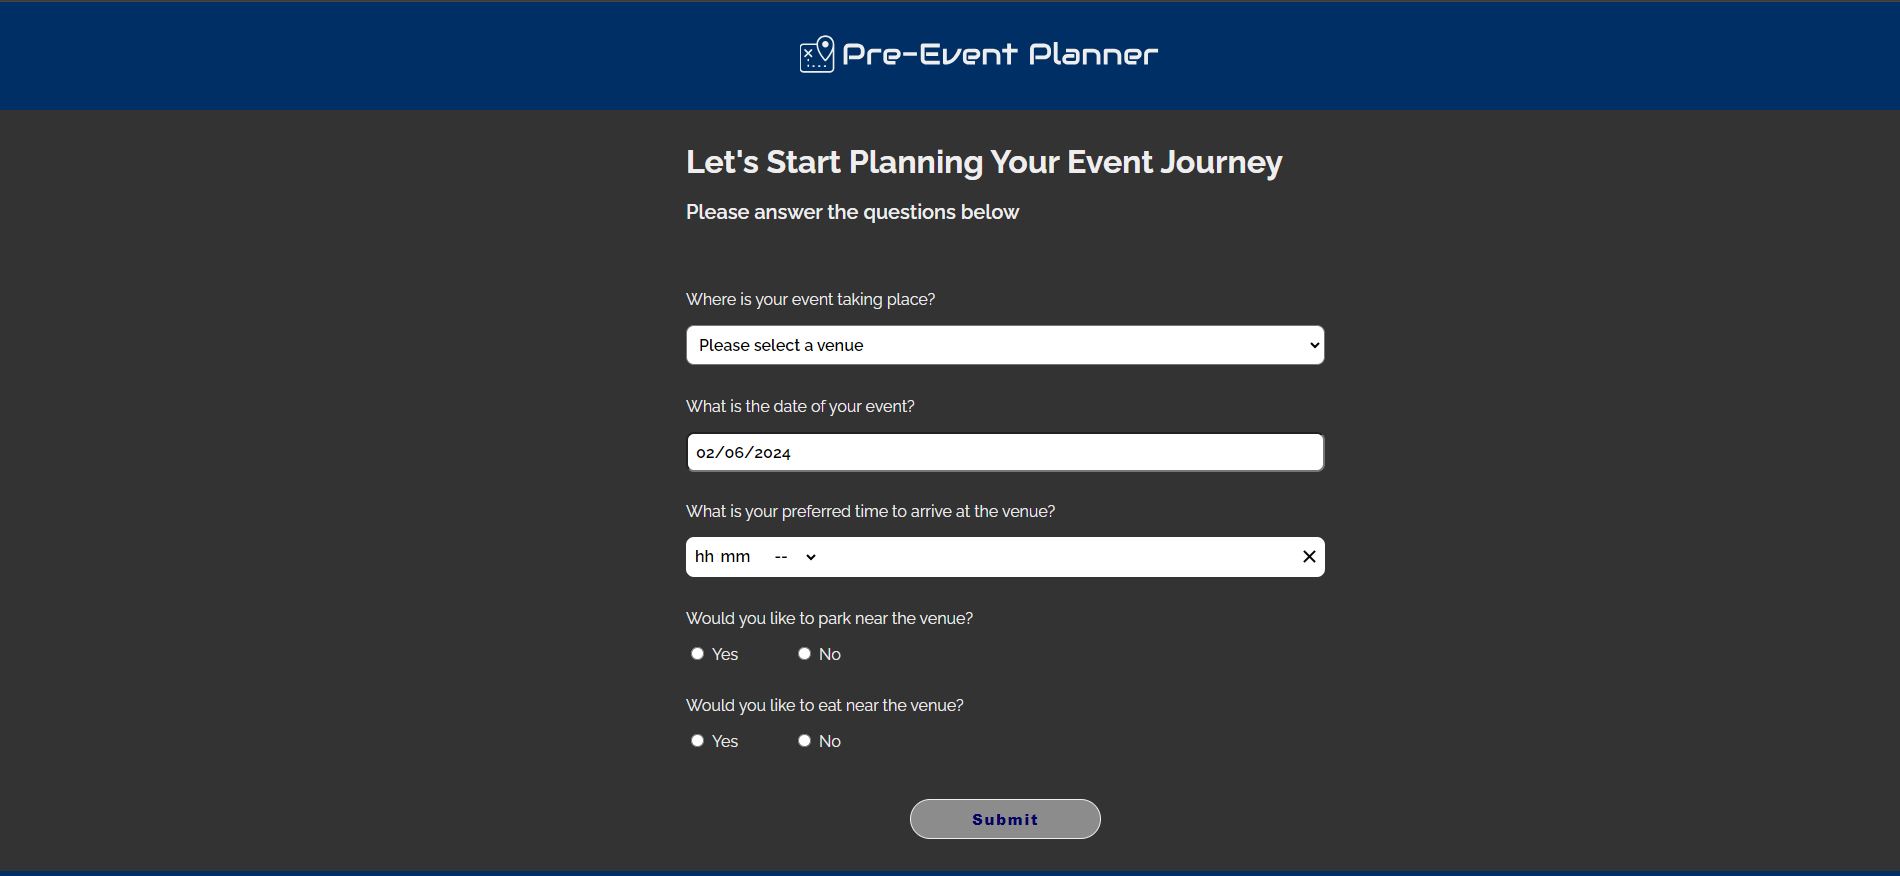 Pre-Event Planner
Let's Start Planning Your Event Journey
Please answer the questions below
Where is your event taking place?
Please select a venue
What is the date of your event?
02/06/2024
What is your preferred time to arrive at the venue?
hh mm -- 
Would you like to park near the venue?
Yes No
Would you like to eat near the venue?
Yes No
Submit